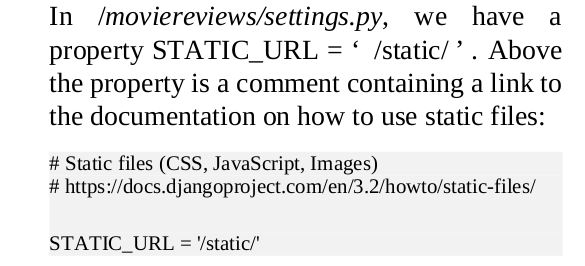 In /moviereviews/settings.py, we have a
property STATIC_URL = ‘ /static/ ’ . Above
the property is a comment containing a link to
the documentation on how to use static files:
# Static files (CSS, JavaScript, Images)
# https://docs.djangoproject.com/en/3.2/howto/static-files/
STATIC_URL = '/static/'